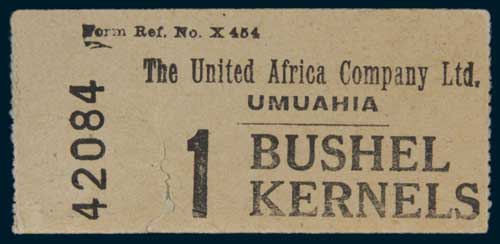 Form Ref. No. X 454
The United Africa Company Ltd.
UMUAHIA
42084
1 BUSHEL
KERNELS